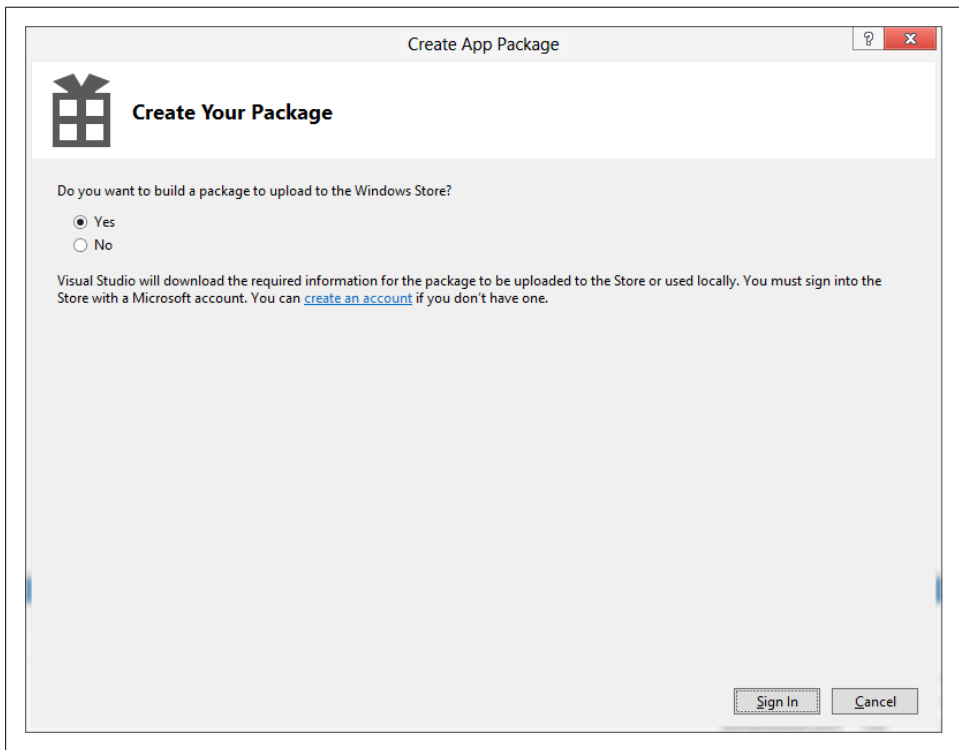 Create App Package
?
x
Create Your Package
Do you want to build a package to upload to the Windows Store?
Yes
No
Visual Studio will download the required information for the package to be uploaded to the Store or used locally. You must sign into the
Store with a Microsoft account. You can create an account if you don't have one.
Sign In
Cancel